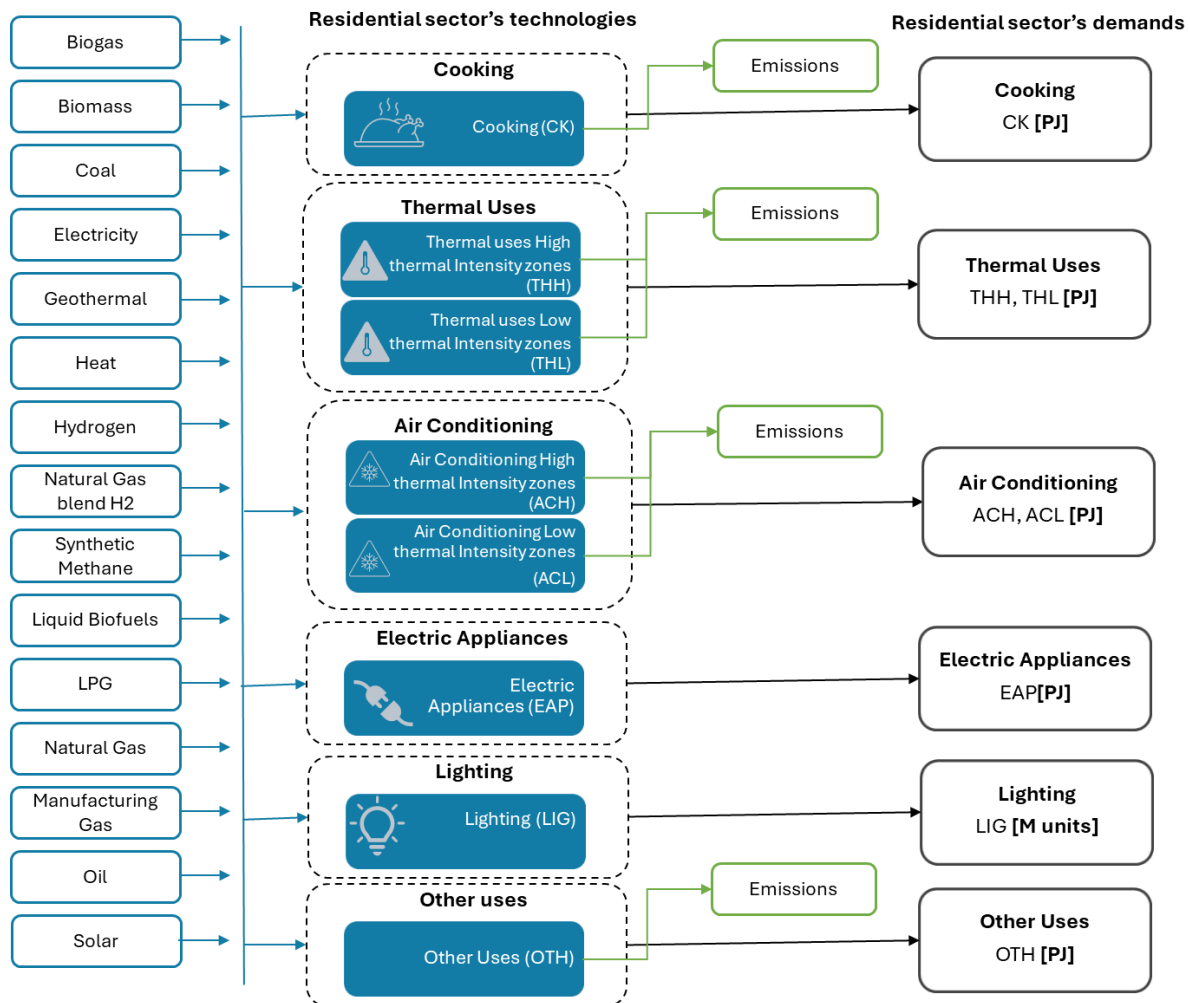 Residential sector's technologies
Residential sector's demands
Biogas
Biomass
Coal
Electricity
Geothermal
Heat
Hydrogen
Natural Gas
blend H2
Synthetic
Methane
Liquid Biofuels
LPG
Natural Gas
Manufacturing
Gas
Oil
Solar
Cooking
Cooking (CK)
Emissions
Cooking
CK [PJ]
Thermal Uses
Thermal uses High
thermal Intensity zones
(THH)
Thermal uses Low
thermal Intensity zones
(THL)
Emissions
Thermal Uses
THH, THL [PJ]
Air Conditioning
Air Conditioning High
thermal Intensity zones
(ACH)
Air Conditioning Low
thermal Intensity zones
(ACL)
Emissions
Air Conditioning
ACH, ACL [PJ]
Electric Appliances
Electric
Appliances (EAP)
Electric Appliances
EAP[PJ]
Lighting
Lighting (LIG)
Lighting
LIG [M units]
Other uses
Other Uses (OTH)
Emissions
Other Uses
OTH [PJ]